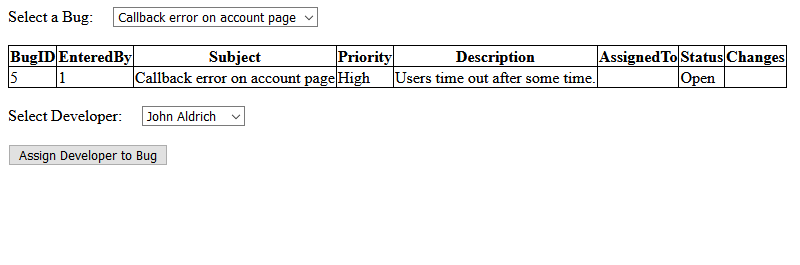 Select a Bug: Callback error on account page
BugID EnteredBy Subject Priority Description AssignedTo Status Changes
5 1 Callback error on account page High Users time out after some time. Open
Select Developer: John Aldrich
Assign Developer to Bug